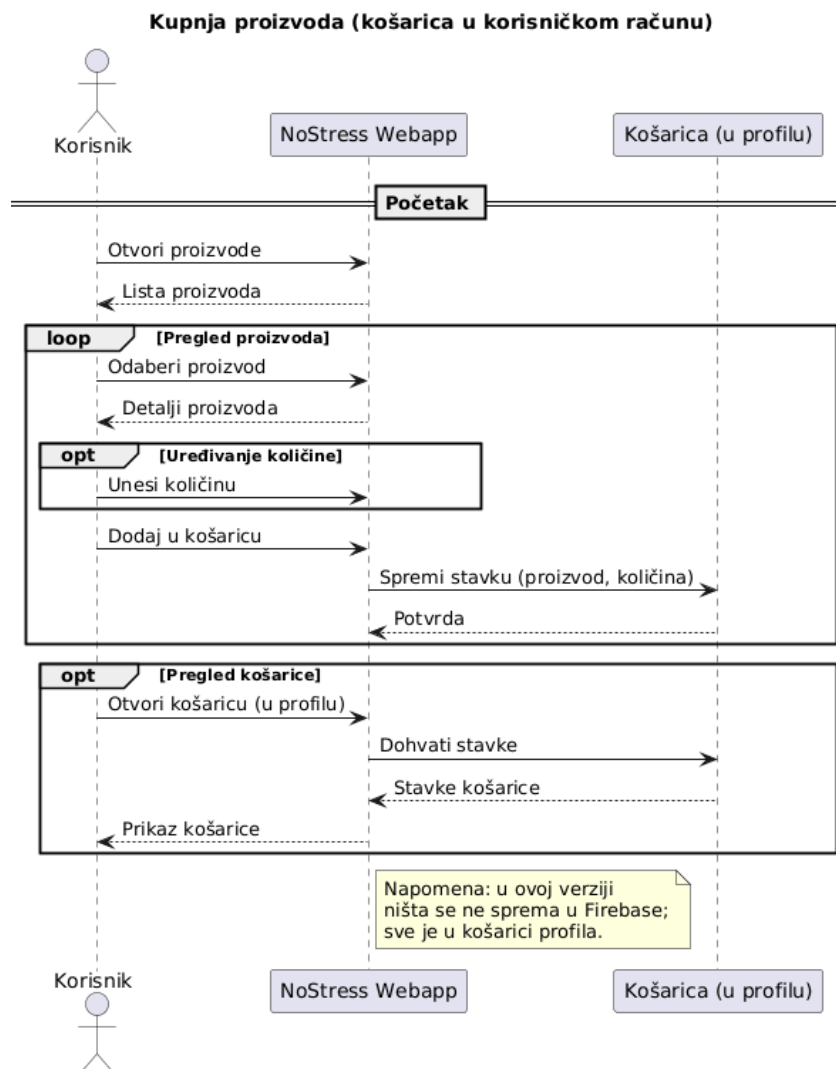 Kupnja proizvoda (košarica u korisničkom računu)
Korisnik
NoStress Webapp
Košarica (u profilu)
Početak
Otvori proizvode
Lista proizvoda
loop
[Pregled proizvoda]
Odaberi proizvod
Detalji proizvoda
opt
[Uređivanje količine]
Unesi količinu
Dodaj u košaricu
Spremi stavku (proizvod, količina)
Potvrda
opt
[Pregled košarice]
Otvori košaricu (u profilu)
Dohvati stavke
Stavke košarice
Prikaz košarice
Napomena: u ovoj verziji
ništa se ne sprema u Firebase;
sve je u košarici profila.
Korisnik
NoStress Webapp
Košarica (u profilu)